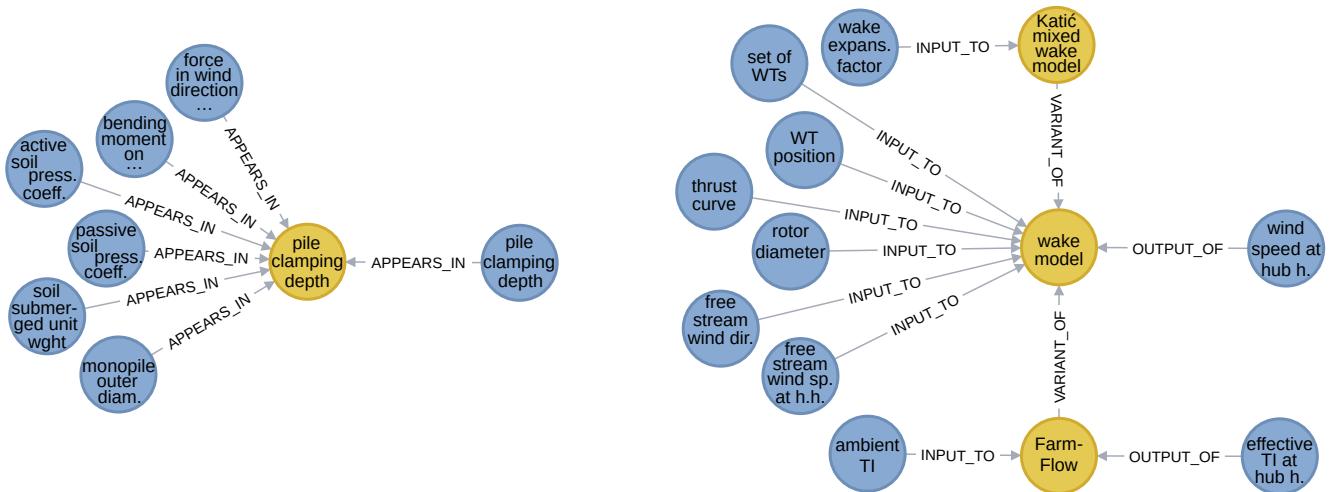 force
in wind
direction
...
APPEARS_IN
bending
moment
on
...
APPEARS_IN
active
soil
press.
coeff.
APPEARS_IN
passive
soil
press.
coeff.
APPEARS_IN
soil
submer-
ged unit
wght
APPEARS_IN
monopile
outer
diam.
APPEARS_IN
pile
clamping
depth
APPEARS_IN
pile
clamping
depth
wake
expans.
factor
INPUT_TO
Katić
mixed
wake
model
VARIANT_OF
set of
WTs
INPUT_TO
WT
position
INPUT_TO
thrust
curve
INPUT_TO
rotor
diameter
INPUT_TO
free
stream
wind dir.
INPUT_TO
free
stream
wind sp.
at h.h.
INPUT_TO
wake
model
OUTPUT_OF
wind
speed at
hub h.
VARIANT_OF
ambient
TI
INPUT_TO
Farm-
Flow
OUTPUT_OF
effective
TI at
hub h.